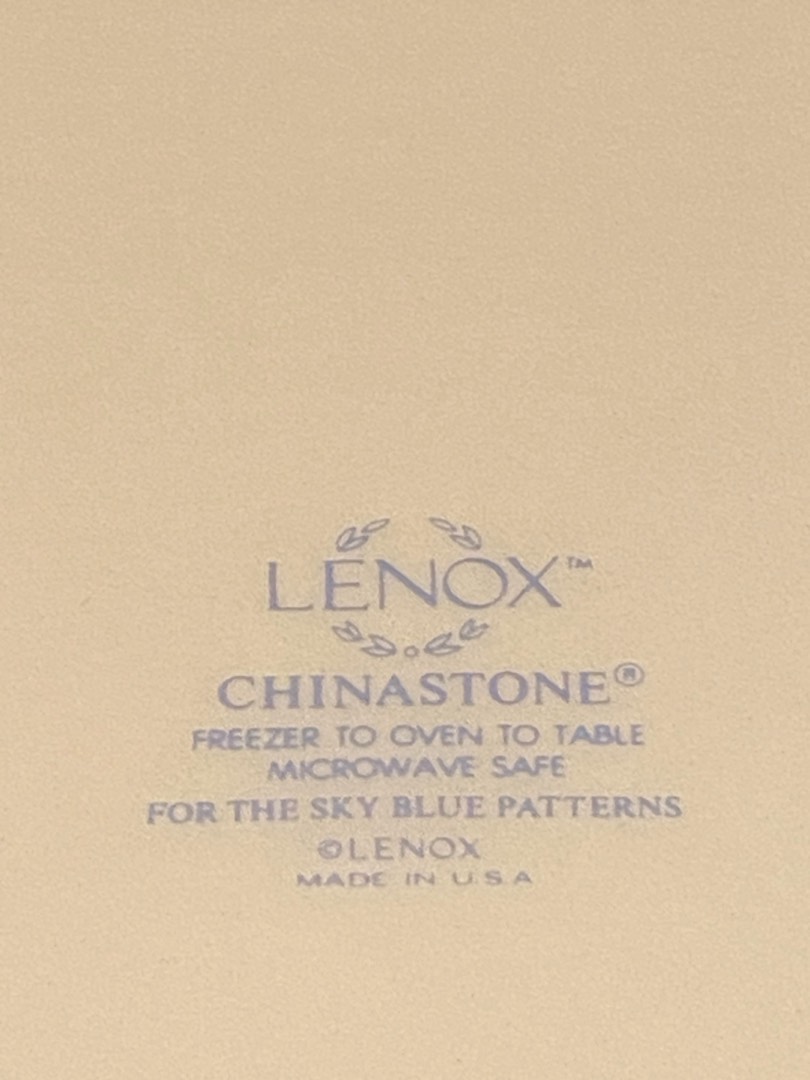 LENOX™
CHINASTONE®
FREEZER TO OVEN TO TABLE
MICROWAVE SAFE
FOR THE SKY BLUE PATTERNS
©LENOX
MADE IN U.S.A